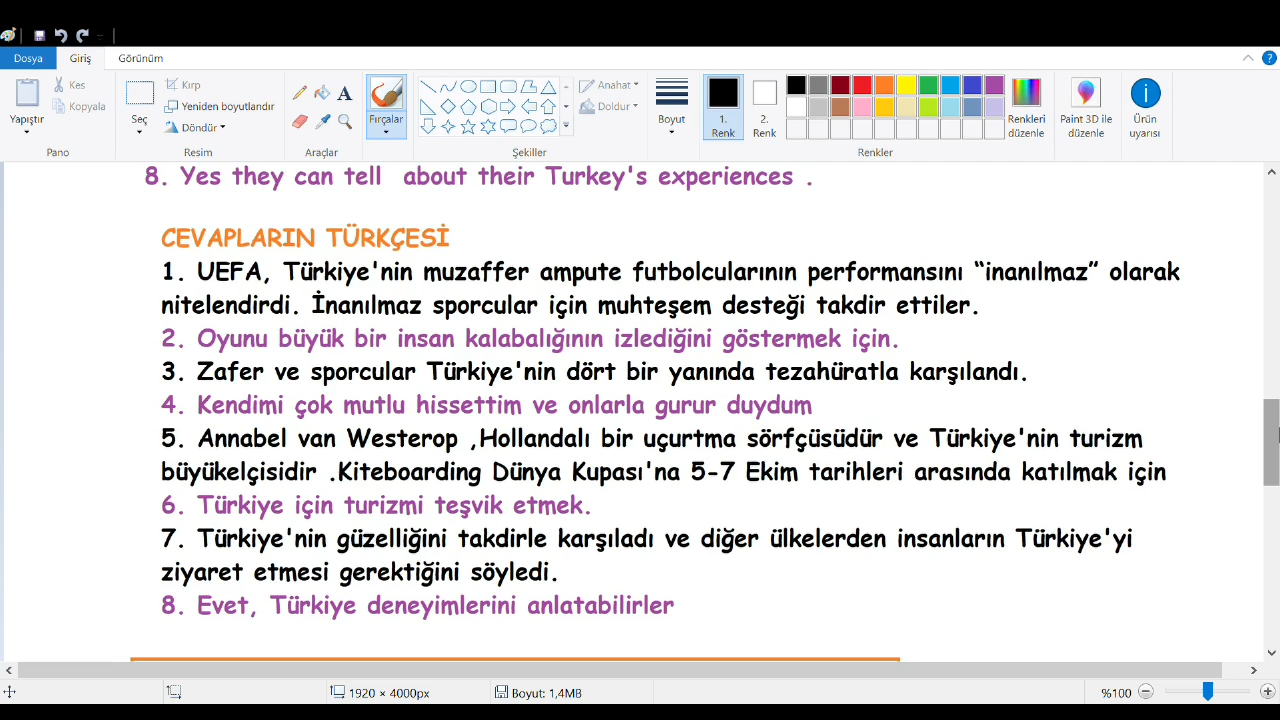 Dosya Giriş Görünüm
Yapıştır
Kes
Kopyala
Seç
Kırp
Yeniden boyutlandır
Döndür
A
Fırçalar
Anahat
Doldur
Boyut
1. Renk
2. Renk
Renkleri düzenle
Paint 3D ile düzenle
Ürün uyarısı
Pano Resim Araçlar Şekiller Renkler
8. Yes they can tell about their Turkey's experiences .
CEVAPLARIN TÜRKÇESİ
1. UEFA, Türkiye'nin muzaffer ampute futbolcularının performansını “inanılmaz” olarak
nitelendirdi. İnanılmaz sporcular için muhteşem desteği takdir ettiler.
2. Oyunu büyük bir insan kalabalığının izlediğini göstermek için.
3. Zafer ve sporcular Türkiye'nin dört bir yanında tezahüratla karşılandı.
4. Kendimi çok mutlu hissettim ve onlarla gurur duydum
5. Annabel van Westerop ,Hollandalı bir uçurtma sörfçüsüdür ve Türkiye'nin turizm
büyükelçisidir .Kiteboarding Dünya Kupası'na 5-7 Ekim tarihleri arasında katılmak için
6. Türkiye için turizmi teşvik etmek.
7. Türkiye'nin güzelliğini takdirle karşıladı ve diğer ülkelerden insanların Türkiye'yi
ziyaret etmesi gerektiğini söyledi.
8. Evet, Türkiye deneyimlerini anlatabilirler
1920 × 4000px Boyut: 1,4MB %100